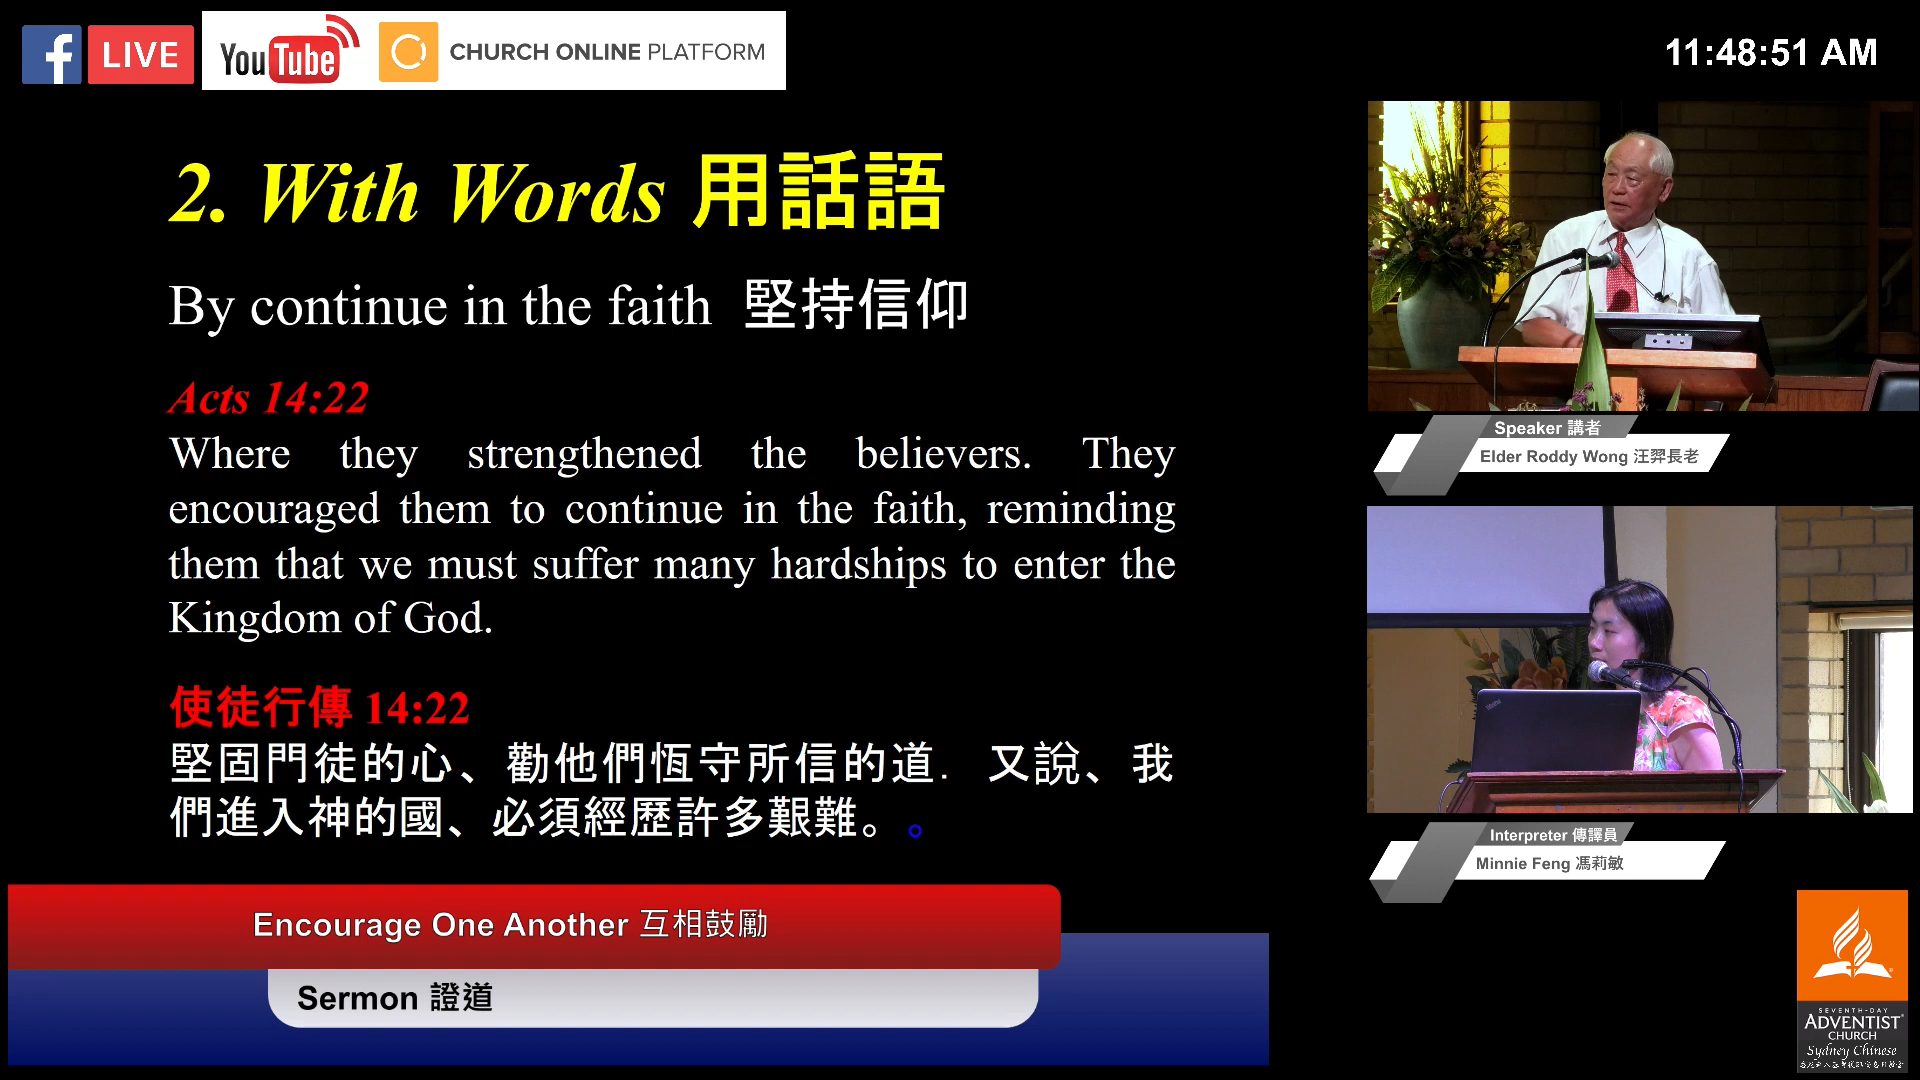 f LIVE YouTube CHURCH ONLINE PLATFORM
11:48:51 AM
2. With Words 用話語
By continue in the faith 堅持信仰
Acts 14:22
Where they strengthened the believers. They
encouraged them to continue in the faith, reminding
them that we must suffer many hardships to enter the
Kingdom of God.
使徒行傳 14:22
堅固門徒的心、勸他們恆守所信的道．又說、我
們進入神的國、必須經歷許多艱難。。
Speaker 講者
Elder Roddy Wong 汪羿長老
Interpreter 傳譯員
Minnie Feng 馮莉敏
Encourage One Another 互相鼓勵
Sermon 證道
SEVENTH-DAY
ADVENTIST
CHURCH
Sydney Chinese